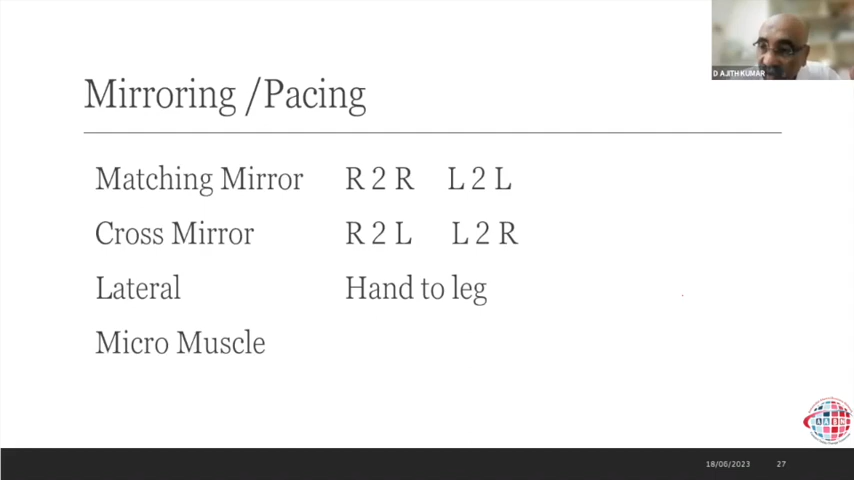 D AJITH KUMAR
Mirroring /Pacing
Matching Mirror R 2 R L 2 L
Cross Mirror R 2 L L 2 R
Lateral Hand to leg
Micro Muscle
18/06/2023 27